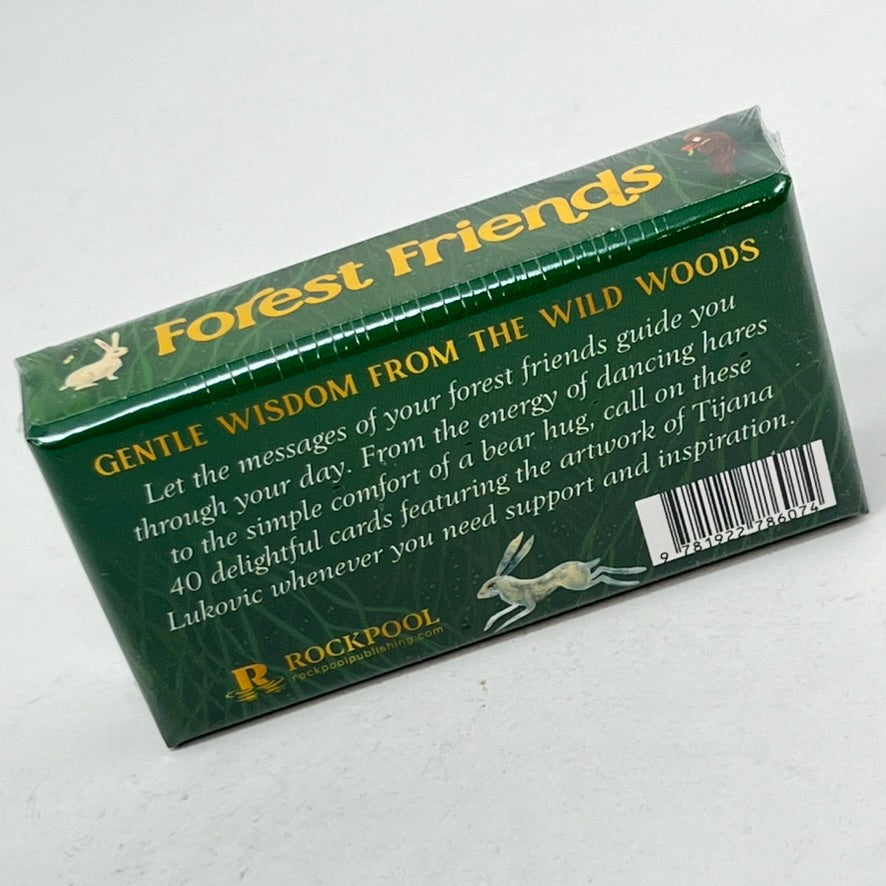 Forest Friends
GENTLE WISDOM FROM THE WILD WOODS
Let the messages of your forest friends guide you
through your day. From the energy of dancing hares
to the simple comfort of a bear hug, call on these
40 delightful cards featuring the artwork of Tijana
Lukovic whenever you need support and inspiration.
9 781922 786074
R ROCKPOOL
rockpoolpublishing.com